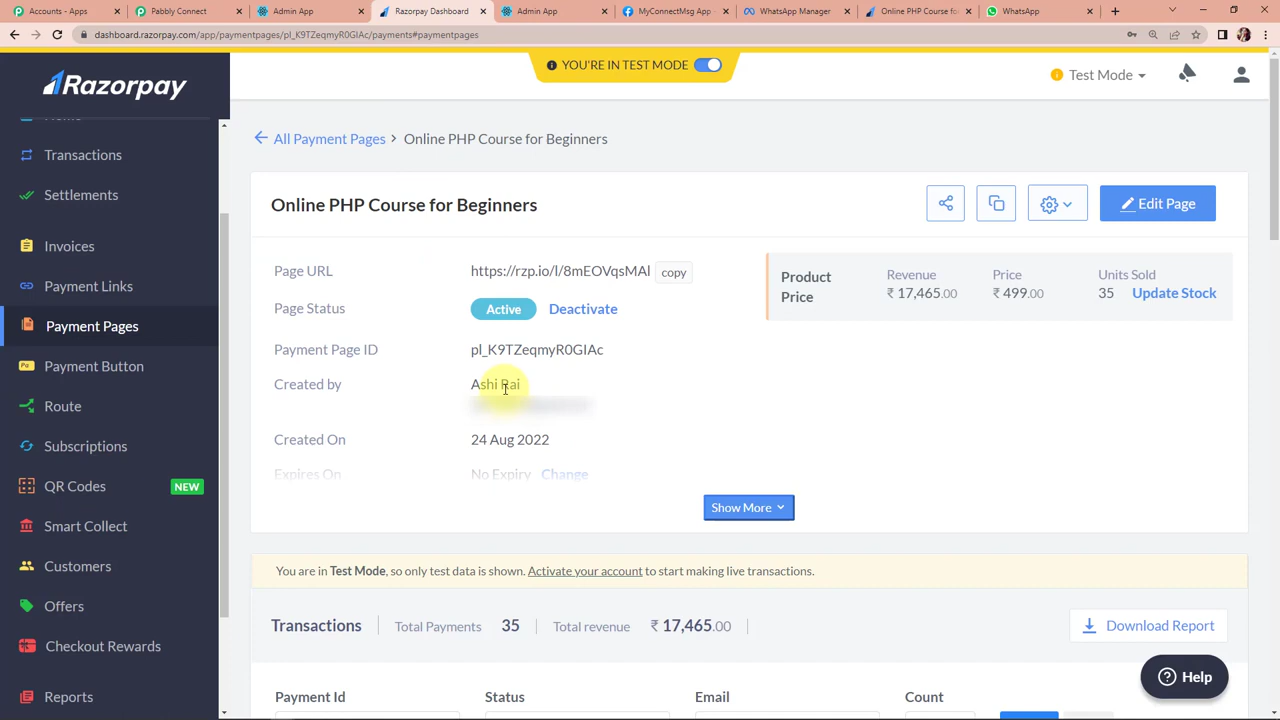 Accounts - Apps
Pabbly Connect
Admin App
Razorpay Dashboard
Admin App
MyConnectMsg App
WhatsApp Manager
Online PHP Course for
WhatsApp
dashboard.razorpay.com/app/paymentpages/pl_K9TZeqmyR0GIAc/payments#paymentpages
YOU'RE IN TEST MODE
Test Mode
Razorpay
Home
Transactions
Settlements
Invoices
Payment Links
Payment Pages
Payment Button
Route
Subscriptions
QR Codes NEW
Smart Collect
Customers
Offers
Checkout Rewards
Reports
All Payment Pages > Online PHP Course for Beginners
Online PHP Course for Beginners
Edit Page
Page URL https://rzp.io/l/8mEOVqsMAl copy
Page Status Active Deactivate
Payment Page ID pl_K9TZeqmyR0GIAc
Created by Ashi Rai
Created On 24 Aug 2022
Expires On No Expiry Change
Product Price
Revenue ₹ 17,465.00
Price ₹ 499.00
Units Sold 35 Update Stock
Show More
You are in Test Mode, so only test data is shown. Activate your account to start making live transactions.
Transactions Total Payments 35 Total revenue ₹ 17,465.00 Download Report
Payment Id Status Email Count
Help